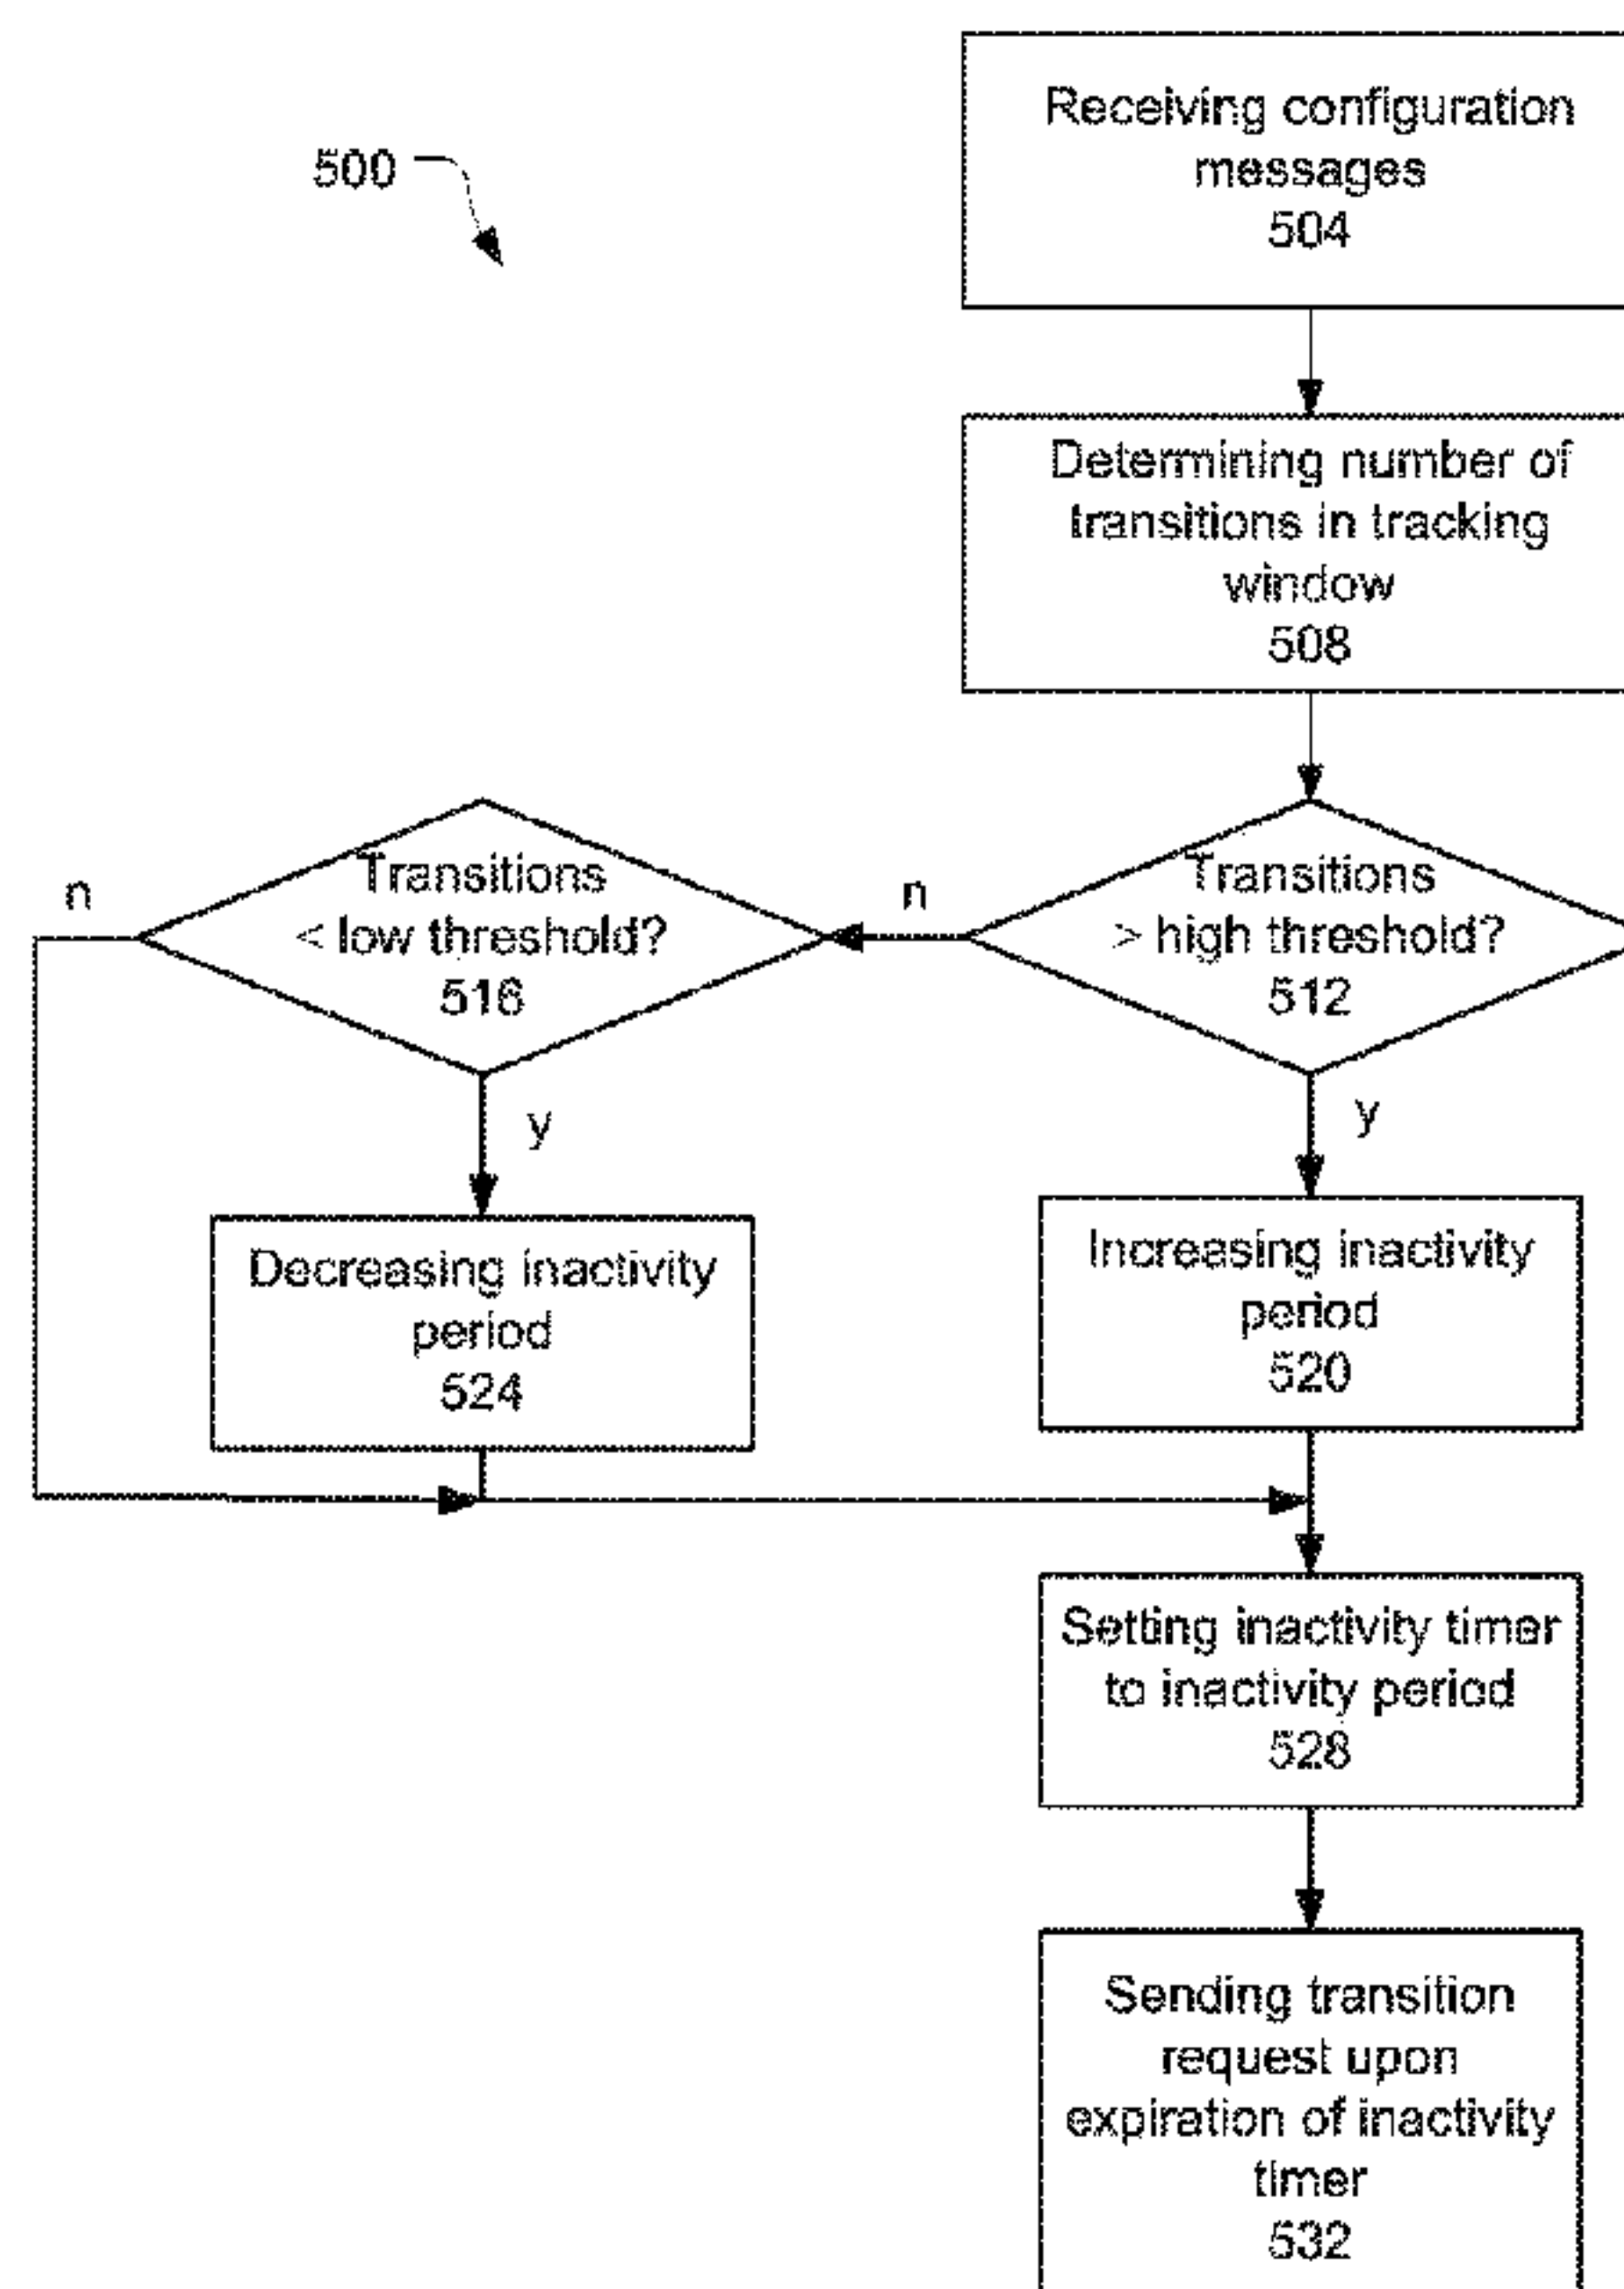 500
Receiving configuration
messages
504
Determining number of
transitions in tracking
window
508
Transitions
> high threshold?
512
n
Transitions
< low threshold?
516
n
y
y
Decreasing inactivity
period
524
Increasing inactivity
period
520
Setting inactivity timer
to inactivity period
528
Sending transition
request upon
expiration of inactivity
timer
532